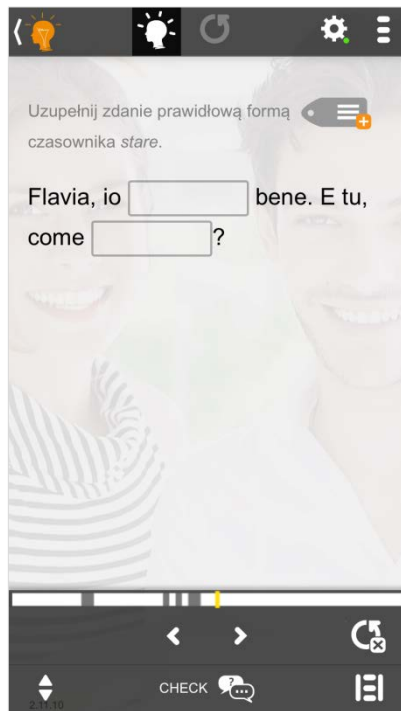 Uzupełnij zdanie prawidłową formą
czasownika stare.
Flavia, io bene. E tu,
come ?
CHECK
2.11.10